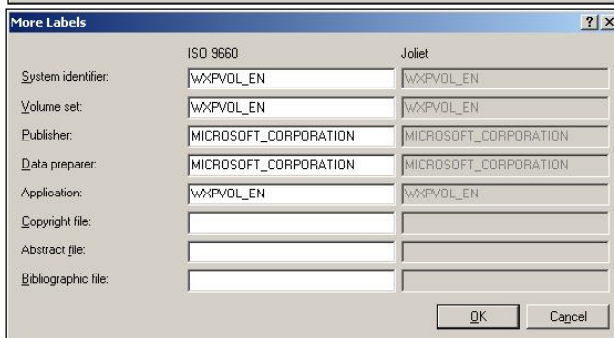 More Labels
ISO 9660 Joliet
System identifier: WXPVOL_EN WXPVOL_EN
Volume set: WXPVOL_EN WXPVOL_EN
Publisher: MICROSOFT_CORPORATION MICROSOFT_CORPORATION
Data preparer: MICROSOFT_CORPORATION MICROSOFT_CORPORATION
Application: WXPVOL_EN WXPVOL_EN
Copyright file:
Abstract file:
Bibliographic file:
OK Cancel